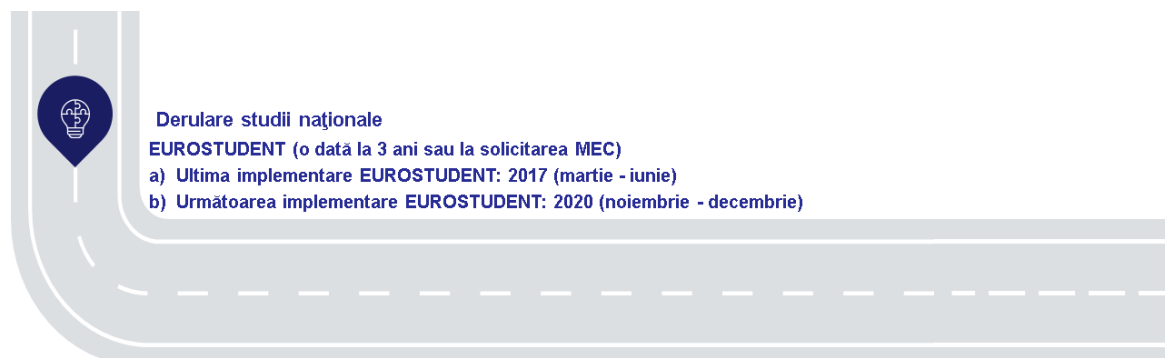 Derulare studii naţionale
EUROSTUDENT (o dată la 3 ani sau la solicitarea MEC)
a) Ultima implementare EUROSTUDENT: 2017 (martie - iunie)
b) Următoarea implementare EUROSTUDENT: 2020 (noiembrie - decembrie)